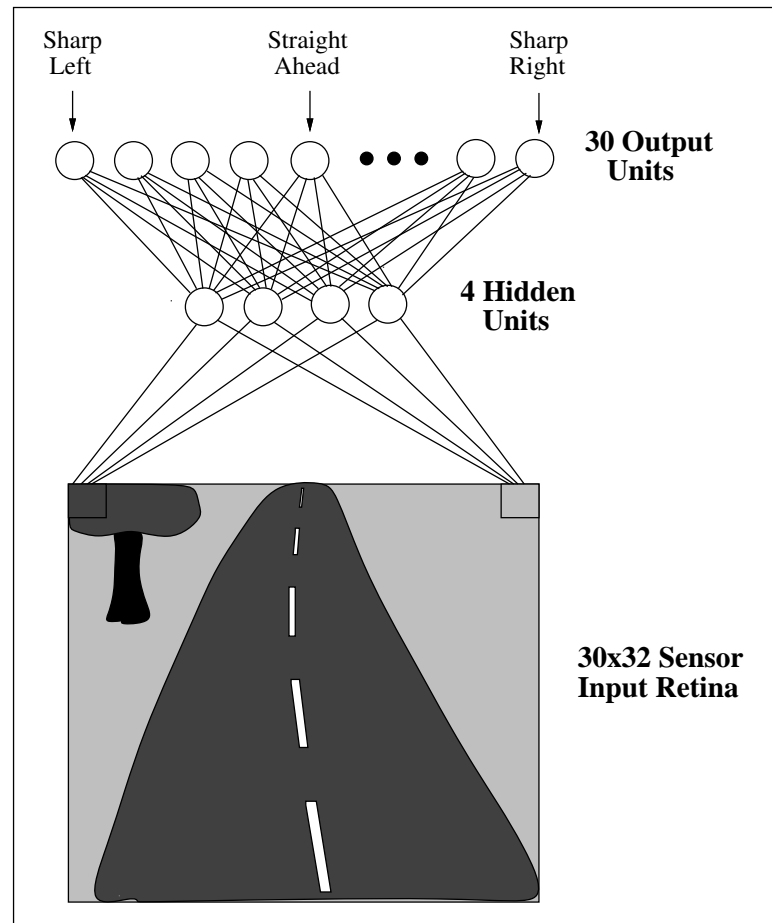 Sharp
Left
Straight
Ahead
Sharp
Right
30 Output
Units
4 Hidden
Units
30x32 Sensor
Input Retina